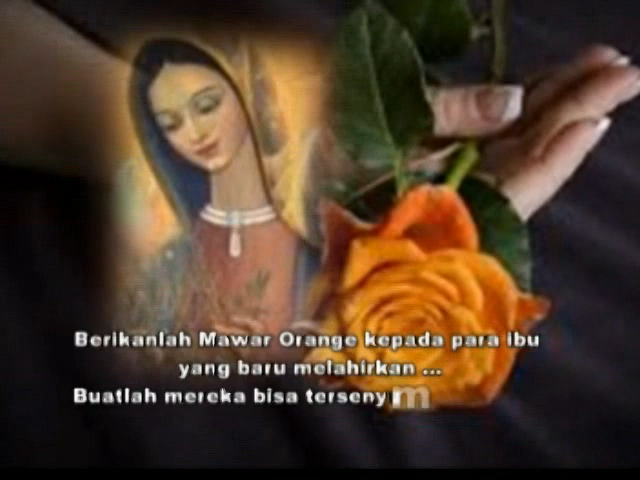 Berikanlah Mawar Orange kepada para ibu
yang baru melahirkan ...
Buatlah mereka bisa terseny m